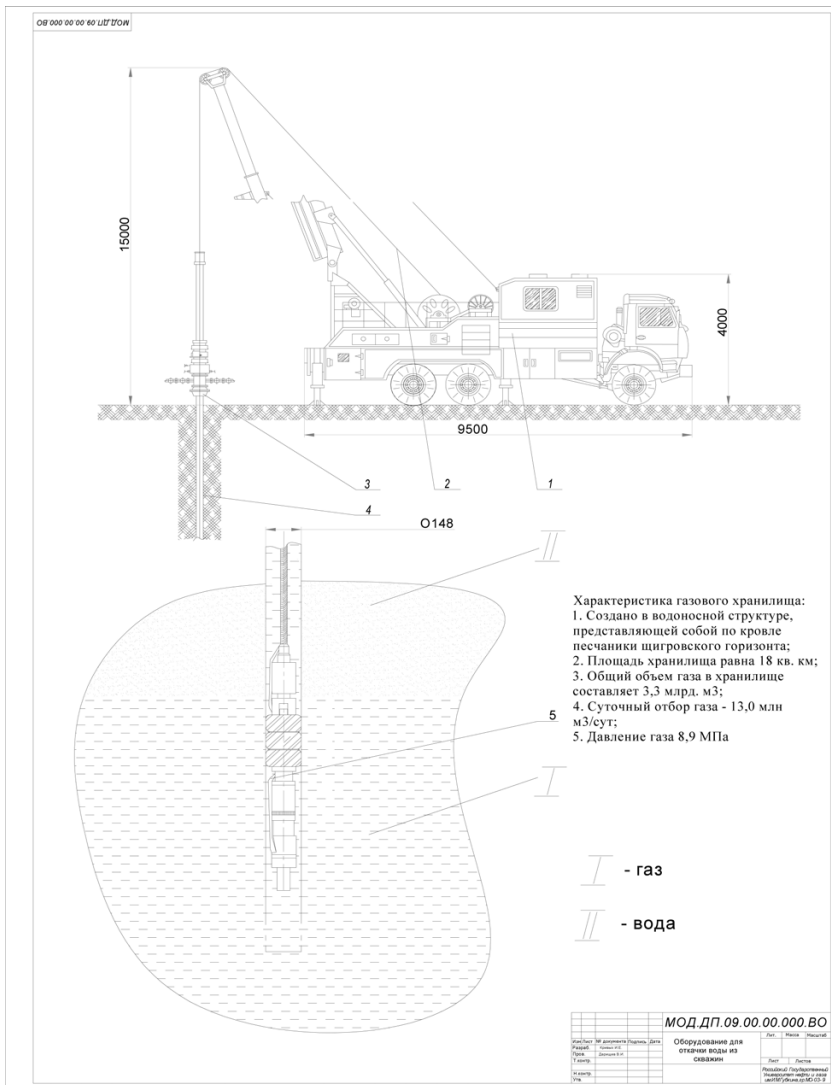 МОД.ДП.09.00.00.000.ВО
15000
4000
9500
3
2
1
4
О148
II
Характеристика газового хранилища:
1. Создано в водоносной структуре,
представляющей собой по кровле
песчаники щигровского горизонта;
2. Площадь хранилища равна 18 кв. км;
3. Общий объем газа в хранилище
составляет 3,3 млрд. м3;
4. Суточный отбор газа - 13,0 млн
м3/сут;
5. Давление газа 8,9 МПа
5
I
I - газ
II - вода
МОД.ДП.09.00.00.000.ВО
Изм. Лист № документа Подпись Дата
Разраб.
Пров.
Т.контр.
Н.контр.
Утв.
Оборудование для
откачки воды из
скважин
Лит. Масса Масштаб
Лист Листов
Российский Государственный
Университет нефти и газа